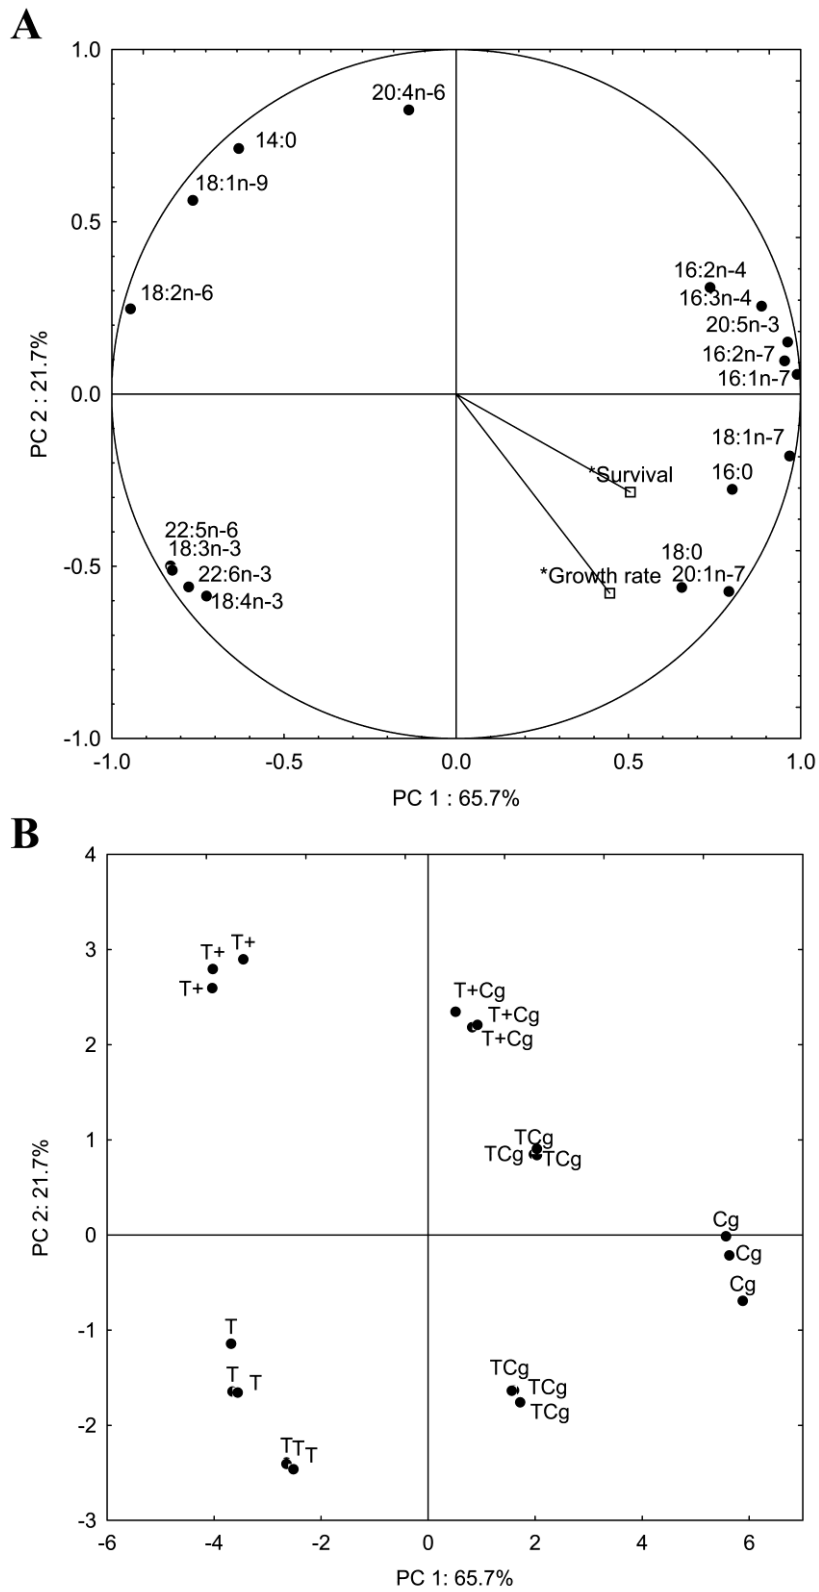 A
1.0
20:4n-6
14:0
18:1n-9
0.5
16:2n-4
18:2n-6
16:3n-4
20:5n-3
16:2n-7
16:1n-7
0.0
PC 2 : 21.7%
18:1n-7
*Survival
16:0
22:5n-6
18:3n-3
18:0
-0.5
22:6n-3
*Growth rate
20:1n-7
18:4n-3
-1.0
-1.0 -0.5 0.0 0.5 1.0
PC 1 : 65.7%
B
4
3
T+ T+
T+
T+Cg
T+Cg
T+Cg
2
TCg
TCg TCg
1
PC 2: 21.7%
0
Cg
Cg
Cg
-1
T
TCg
T T
TCg
TCg
-2
T T T
-3
-6 -4 -2 0 2 4 6
PC 1: 65.7%